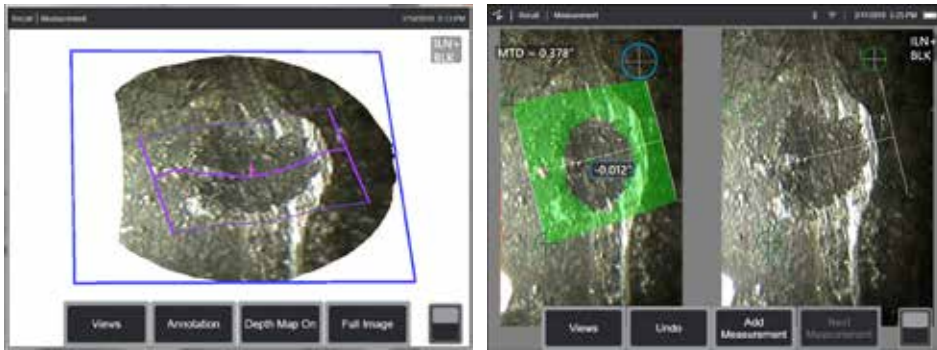 Recall | Measurement
ILN+
BLK
Views
Annotation
Depth Map On
Full Image
Recall | Measurement
MTD = 0.378"
ILN+
BLK
-0.012"
Views
Undo
Add
Measurement
Next
Measurement